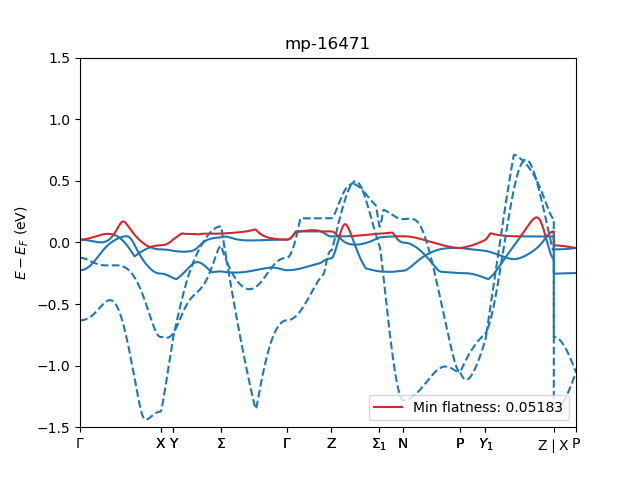 mp-16471
1.5
1.0
0.5
0.0
−0.5
−1.0
−1.5
E − E_F (eV)
Min flatness: 0.05183
Γ X Y Σ Γ Z Σ₁ N P Y₁ Z | X P